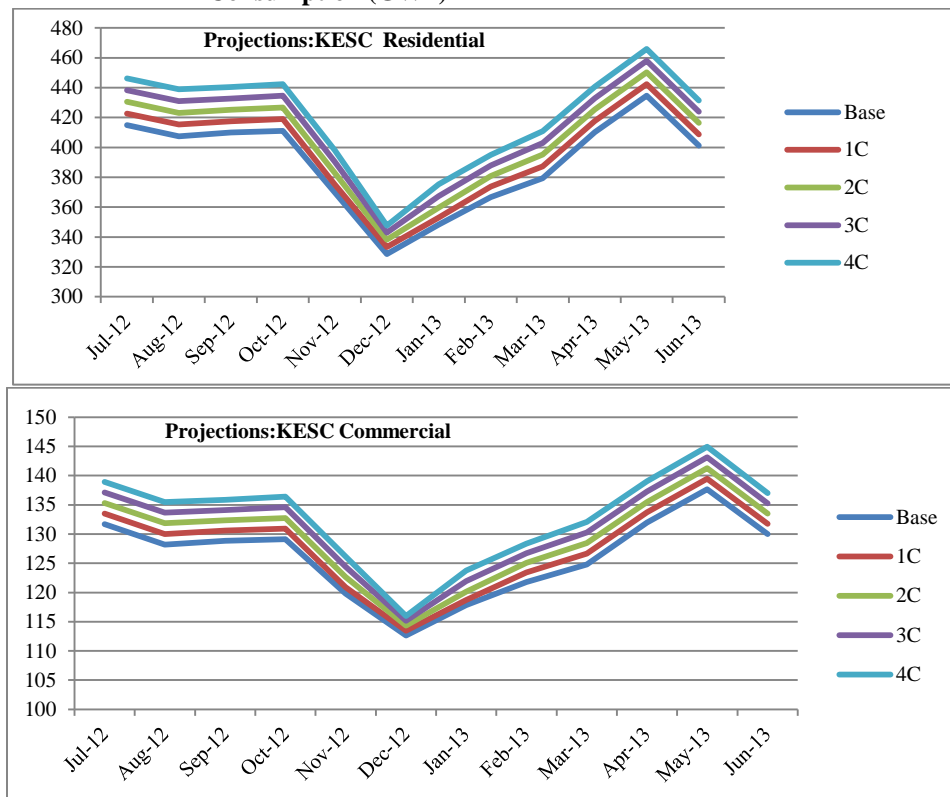 Projections:KESC Residential
480
460
440
420
400
380
360
340
320
300
Jul-12
Aug-12
Sep-12
Oct-12
Nov-12
Dec-12
Jan-13
Feb-13
Mar-13
Apr-13
May-13
Jun-13
Base
1C
2C
3C
4C
Projections:KESC Commercial
150
145
140
135
130
125
120
115
110
105
100
Jul-12
Aug-12
Sep-12
Oct-12
Nov-12
Dec-12
Jan-13
Feb-13
Mar-13
Apr-13
May-13
Jun-13
Base
1C
2C
3C
4C